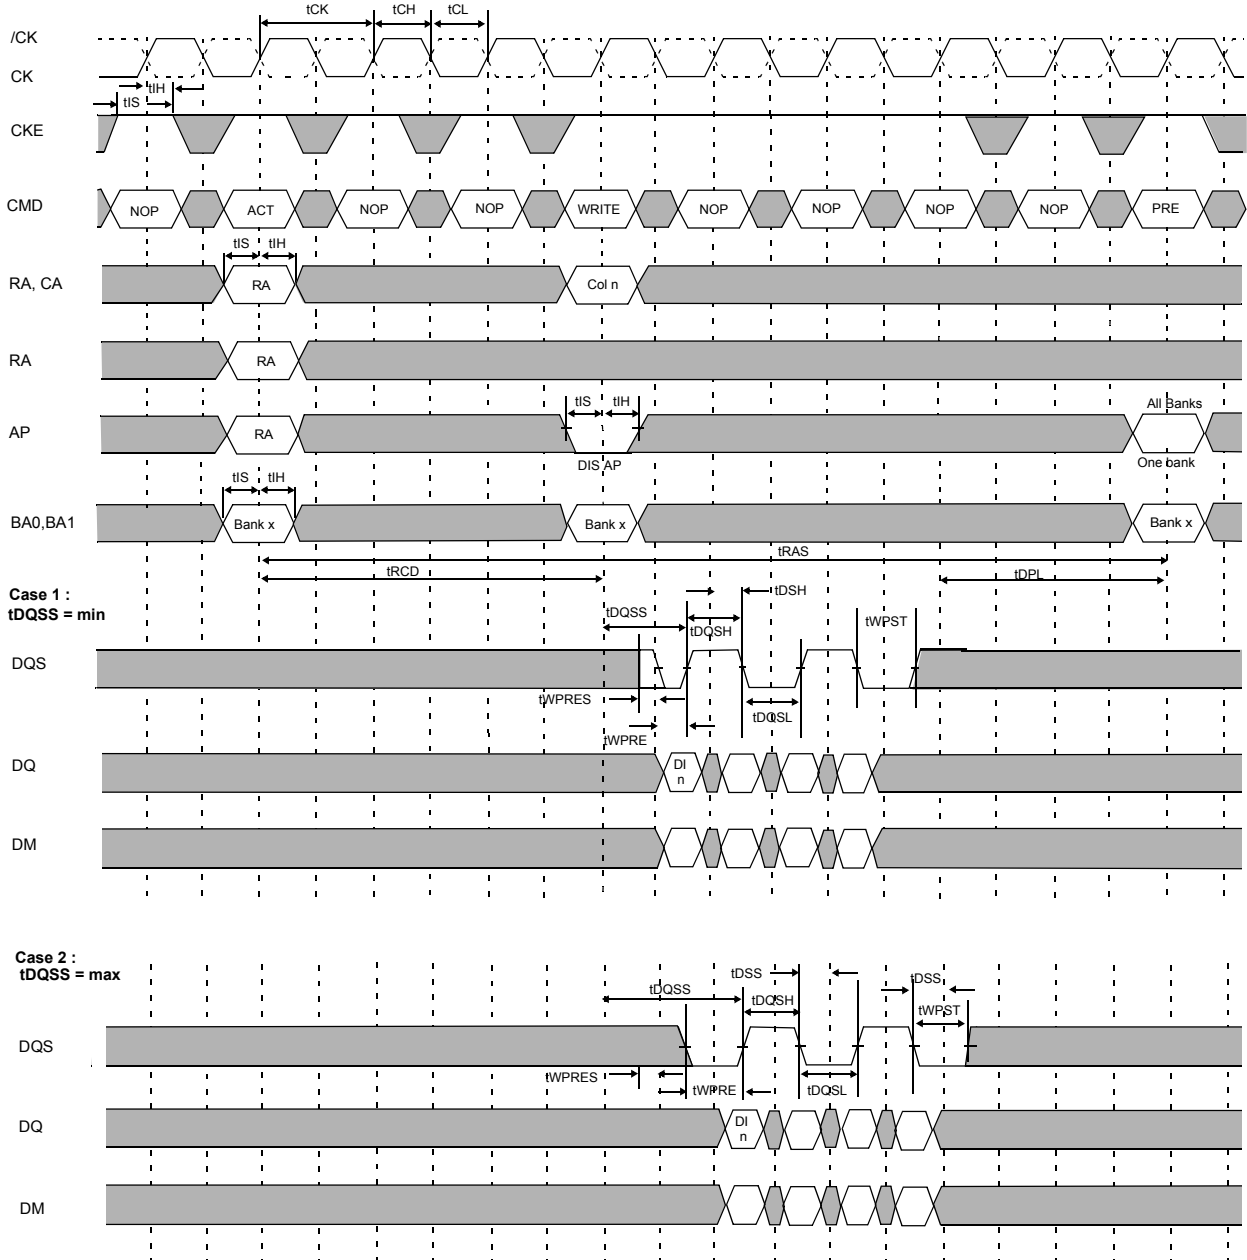 tCK tCH tCL
/CK
CK
tIH
tIS
CKE
CMD NOP ACT NOP NOP WRITE NOP NOP NOP NOP PRE
tIS tIH
RA, CA RA Col n
RA RA
tIS tIH All Banks
AP RA
DIS AP One bank
tIS tIH
BA0,BA1 Bank x Bank x Bank x
tRAS
tRCD tDPL
Case 1 :
tDQSS = min
tDSH
tDQSS tDQSH tWPST
DQS
tWPRES
tDQSL
tWPRE
DQ DI
n
DM
Case 2 :
tDQSS = max
tDSS tDSS
tDQSS tDQSH
tWPST
DQS
tWPRES
tWPRE tDQSL
DQ DI
n
DM